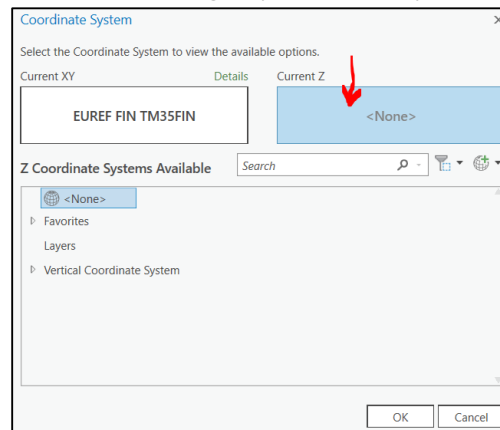 Coordinate System
Select the Coordinate System to view the available options.
Current XY Details Current Z
EUREF FIN TM35FIN <None>
Z Coordinate Systems Available Search
<None>
Favorites
Layers
Vertical Coordinate System
OK Cancel